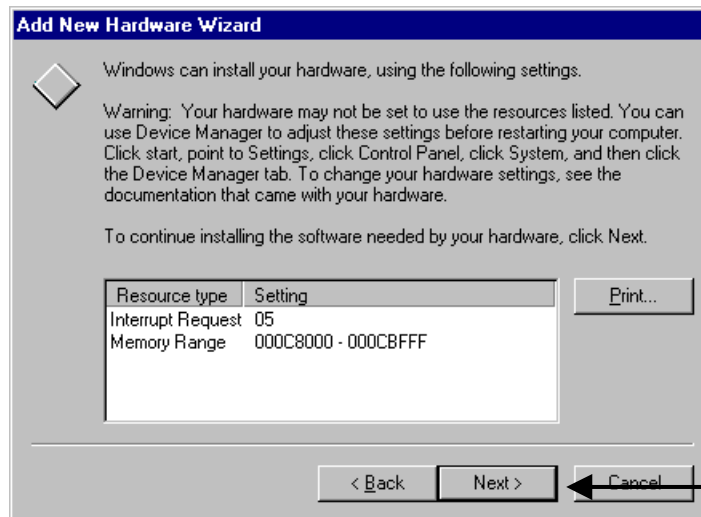 Add New Hardware Wizard
Windows can install your hardware, using the following settings.
Warning: Your hardware may not be set to use the resources listed. You can
use Device Manager to adjust these settings before restarting your computer.
Click start, point to Settings, click Control Panel, click System, and then click
the Device Manager tab. To change your hardware settings, see the
documentation that came with your hardware.
To continue installing the software needed by your hardware, click Next.
Resource type Setting
Print...
Interrupt Request 05
Memory Range 000C8000 - 000CBFFF
< Back Next > Cancel